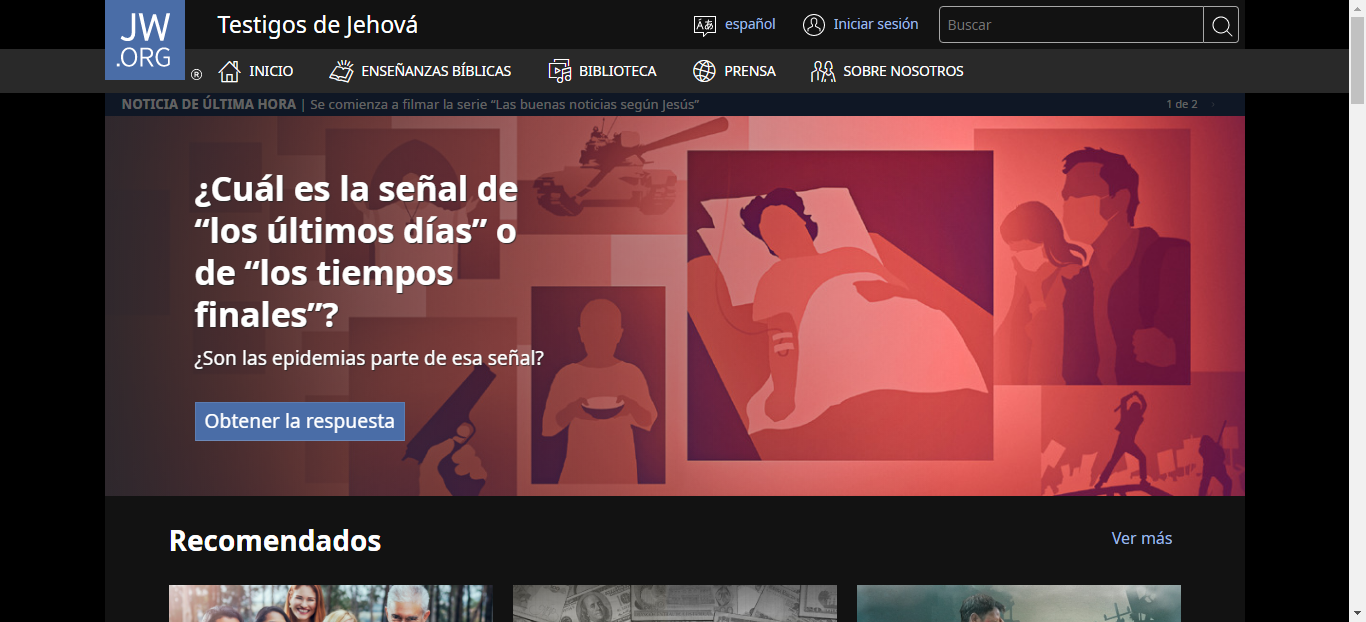 JW
.ORG
®
Testigos de Jehová
español
Iniciar sesión
Buscar
INICIO
ENSEÑANZAS BÍBLICAS
BIBLIOTECA
PRENSA
SOBRE NOSOTROS
NOTICIA DE ÚLTIMA HORA | Se comienza a filmar la serie “Las buenas noticias según Jesús”
1 de 2
¿Cuál es la señal de
“los últimos días” o
de “los tiempos
finales”?
¿Son las epidemias parte de esa señal?
Obtener la respuesta
Recomendados
Ver más